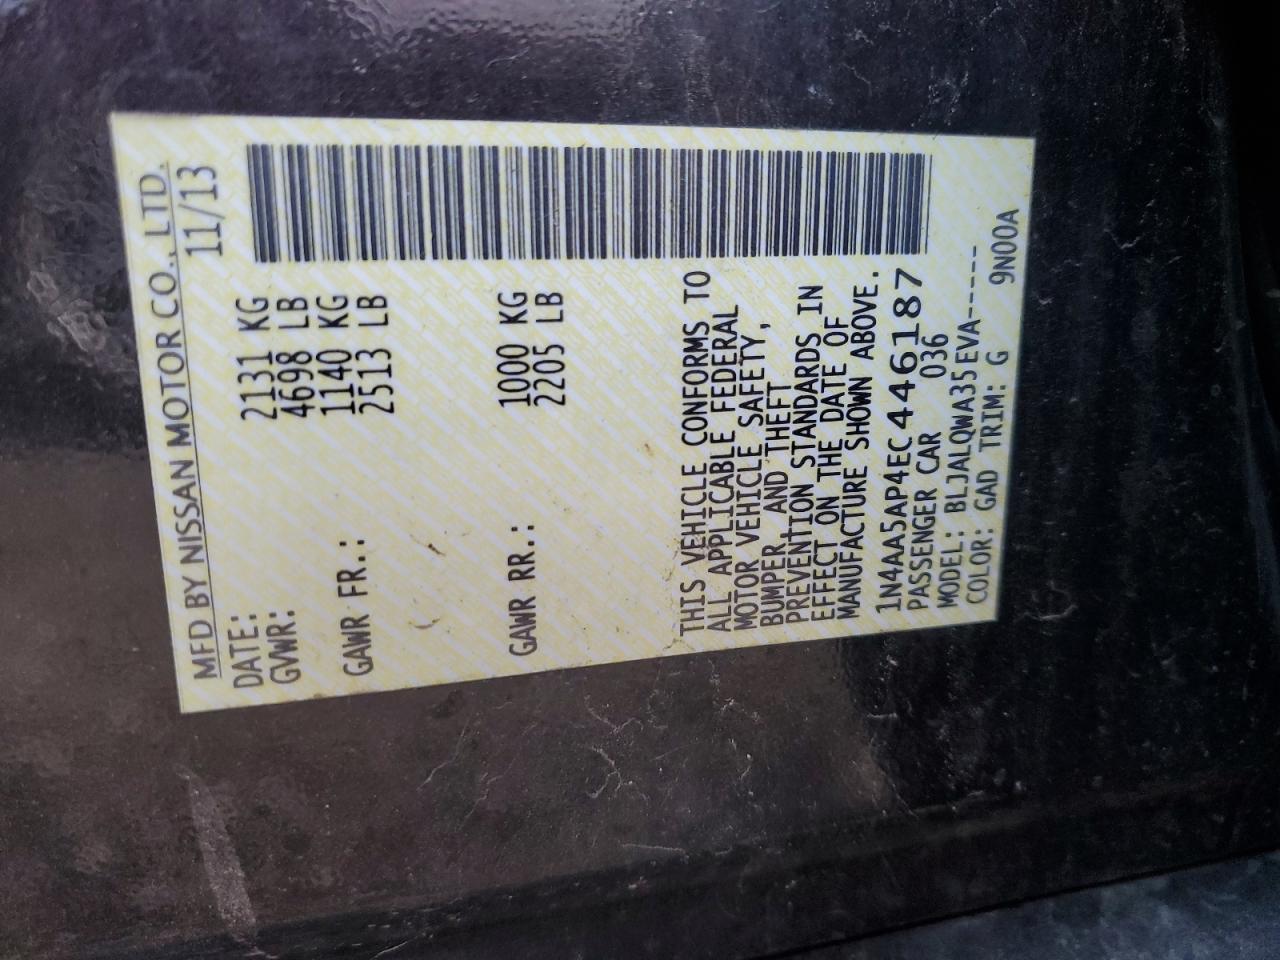 MFD BY NISSAN MOTOR CO., LTD.
DATE: 11/13
GVWR: 2131 KG
4698 LB
GAWR FR.: 1140 KG
2513 LB
GAWR RR.: 1000 KG
2205 LB
THIS VEHICLE CONFORMS TO
ALL APPLICABLE FEDERAL
MOTOR VEHICLE SAFETY,
BUMPER, AND THEFT
PREVENTION STANDARDS IN
EFFECT ON THE DATE OF
MANUFACTURE SHOWN ABOVE.
1N4AA5AP4EC446187
PASSENGER CAR 036
MODEL: BLJALQWA35EVA-----
COLOR: GAD TRIM: G 9N00A